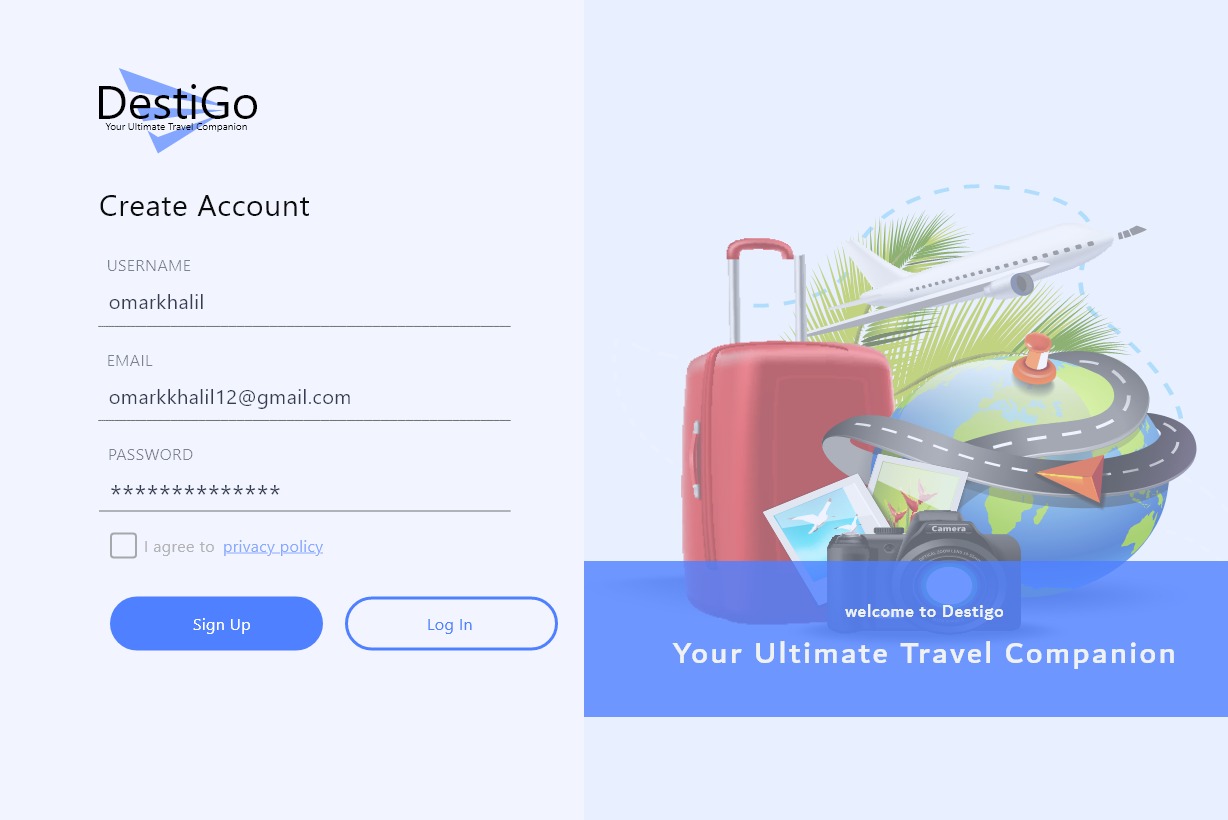 DestiGo
Your Ultimate Travel Companion
Create Account
USERNAME
omarkhalil
EMAIL
omarkkhalil12@gmail.com
PASSWORD
**************
I agree to privacy policy
Sign Up
Log In
Camera
welcome to Destigo
Your Ultimate Travel Companion